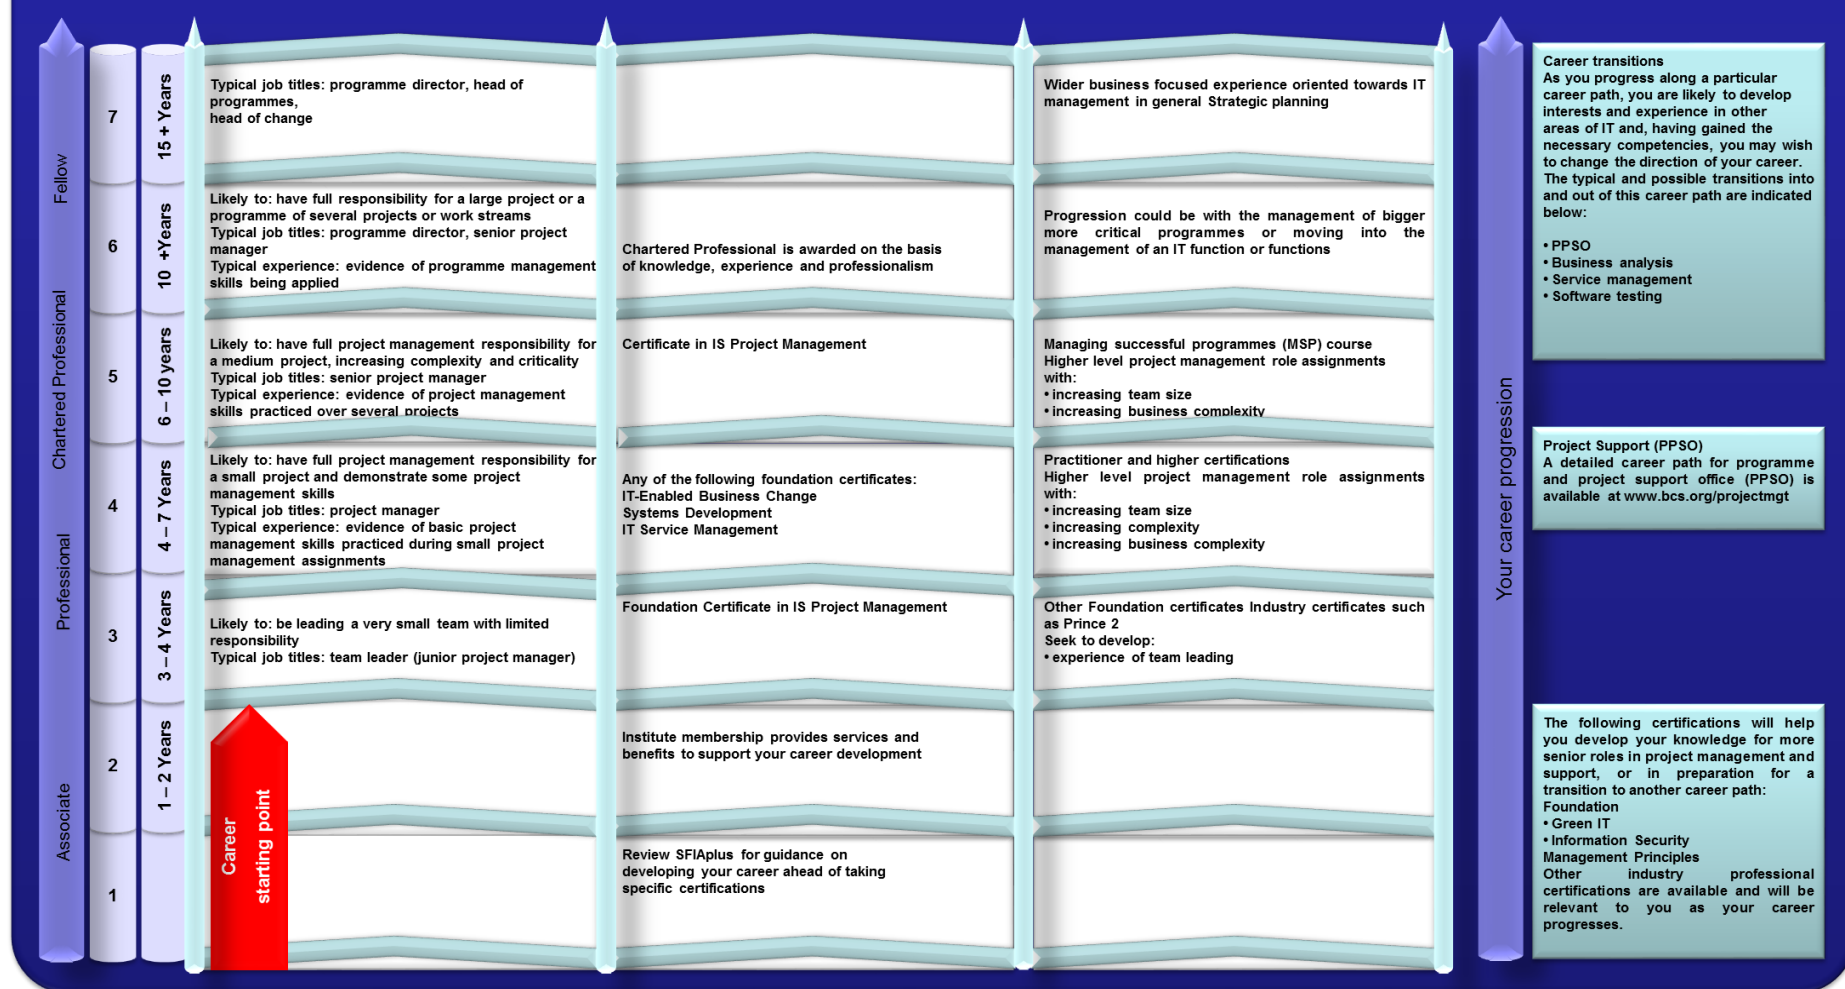 Fellow
Chartered Professional
Professional
Associate
7
15 + Years
Typical job titles: programme director, head of
programmes,
head of change
Wider business focused experience oriented towards IT
management in general Strategic planning
6
10 +Years
Likely to: have full responsibility for a large project or a
programme of several projects or work streams
Typical job titles: programme director, senior project
manager
Typical experience: evidence of programme management
skills being applied
Chartered Professional is awarded on the basis
of knowledge, experience and professionalism
Progression could be with the management of bigger
more critical programmes or moving into the
management of an IT function or functions
5
6 – 10 years
Likely to: have full project management responsibility for
a medium project, increasing complexity and criticality
Typical job titles: senior project manager
Typical experience: evidence of project management
skills practiced over several projects
Certificate in IS Project Management
Managing successful programmes (MSP) course
Higher level project management role assignments
with:
• increasing team size
• increasing business complexity
4
4 – 7 Years
Likely to: have full project management responsibility for
a small project and demonstrate some project
management skills
Typical job titles: project manager
Typical experience: evidence of basic project
management skills practiced during small project
management assignments
Any of the following foundation certificates:
IT-Enabled Business Change
Systems Development
IT Service Management
Practitioner and higher certifications
Higher level project management role assignments
with:
• increasing team size
• increasing complexity
• increasing business complexity
3
3 – 4 Years
Likely to: be leading a very small team with limited
responsibility
Typical job titles: team leader (junior project manager)
Foundation Certificate in IS Project Management
Other Foundation certificates Industry certificates such
as Prince 2
Seek to develop:
• experience of team leading
2
1 – 2 Years
Institute membership provides services and
benefits to support your career development
1
Career
starting point
Review SFIAplus for guidance on
developing your career ahead of taking
specific certifications
Your career progression
Career transitions
As you progress along a particular
career path, you are likely to develop
interests and experience in other
areas of IT and, having gained the
necessary competencies, you may wish
to change the direction of your career.
The typical and possible transitions into
and out of this career path are indicated
below:
• PPSO
• Business analysis
• Service management
• Software testing
Project Support (PPSO)
A detailed career path for programme
and project support office (PPSO) is
available at www.bcs.org/projectmgt
The following certifications will help
you develop your knowledge for more
senior roles in project management and
support, or in preparation for a
transition to another career path:
Foundation
• Green IT
• Information Security
Management Principles
Other industry professional
certifications are available and will be
relevant to you as your career
progresses.